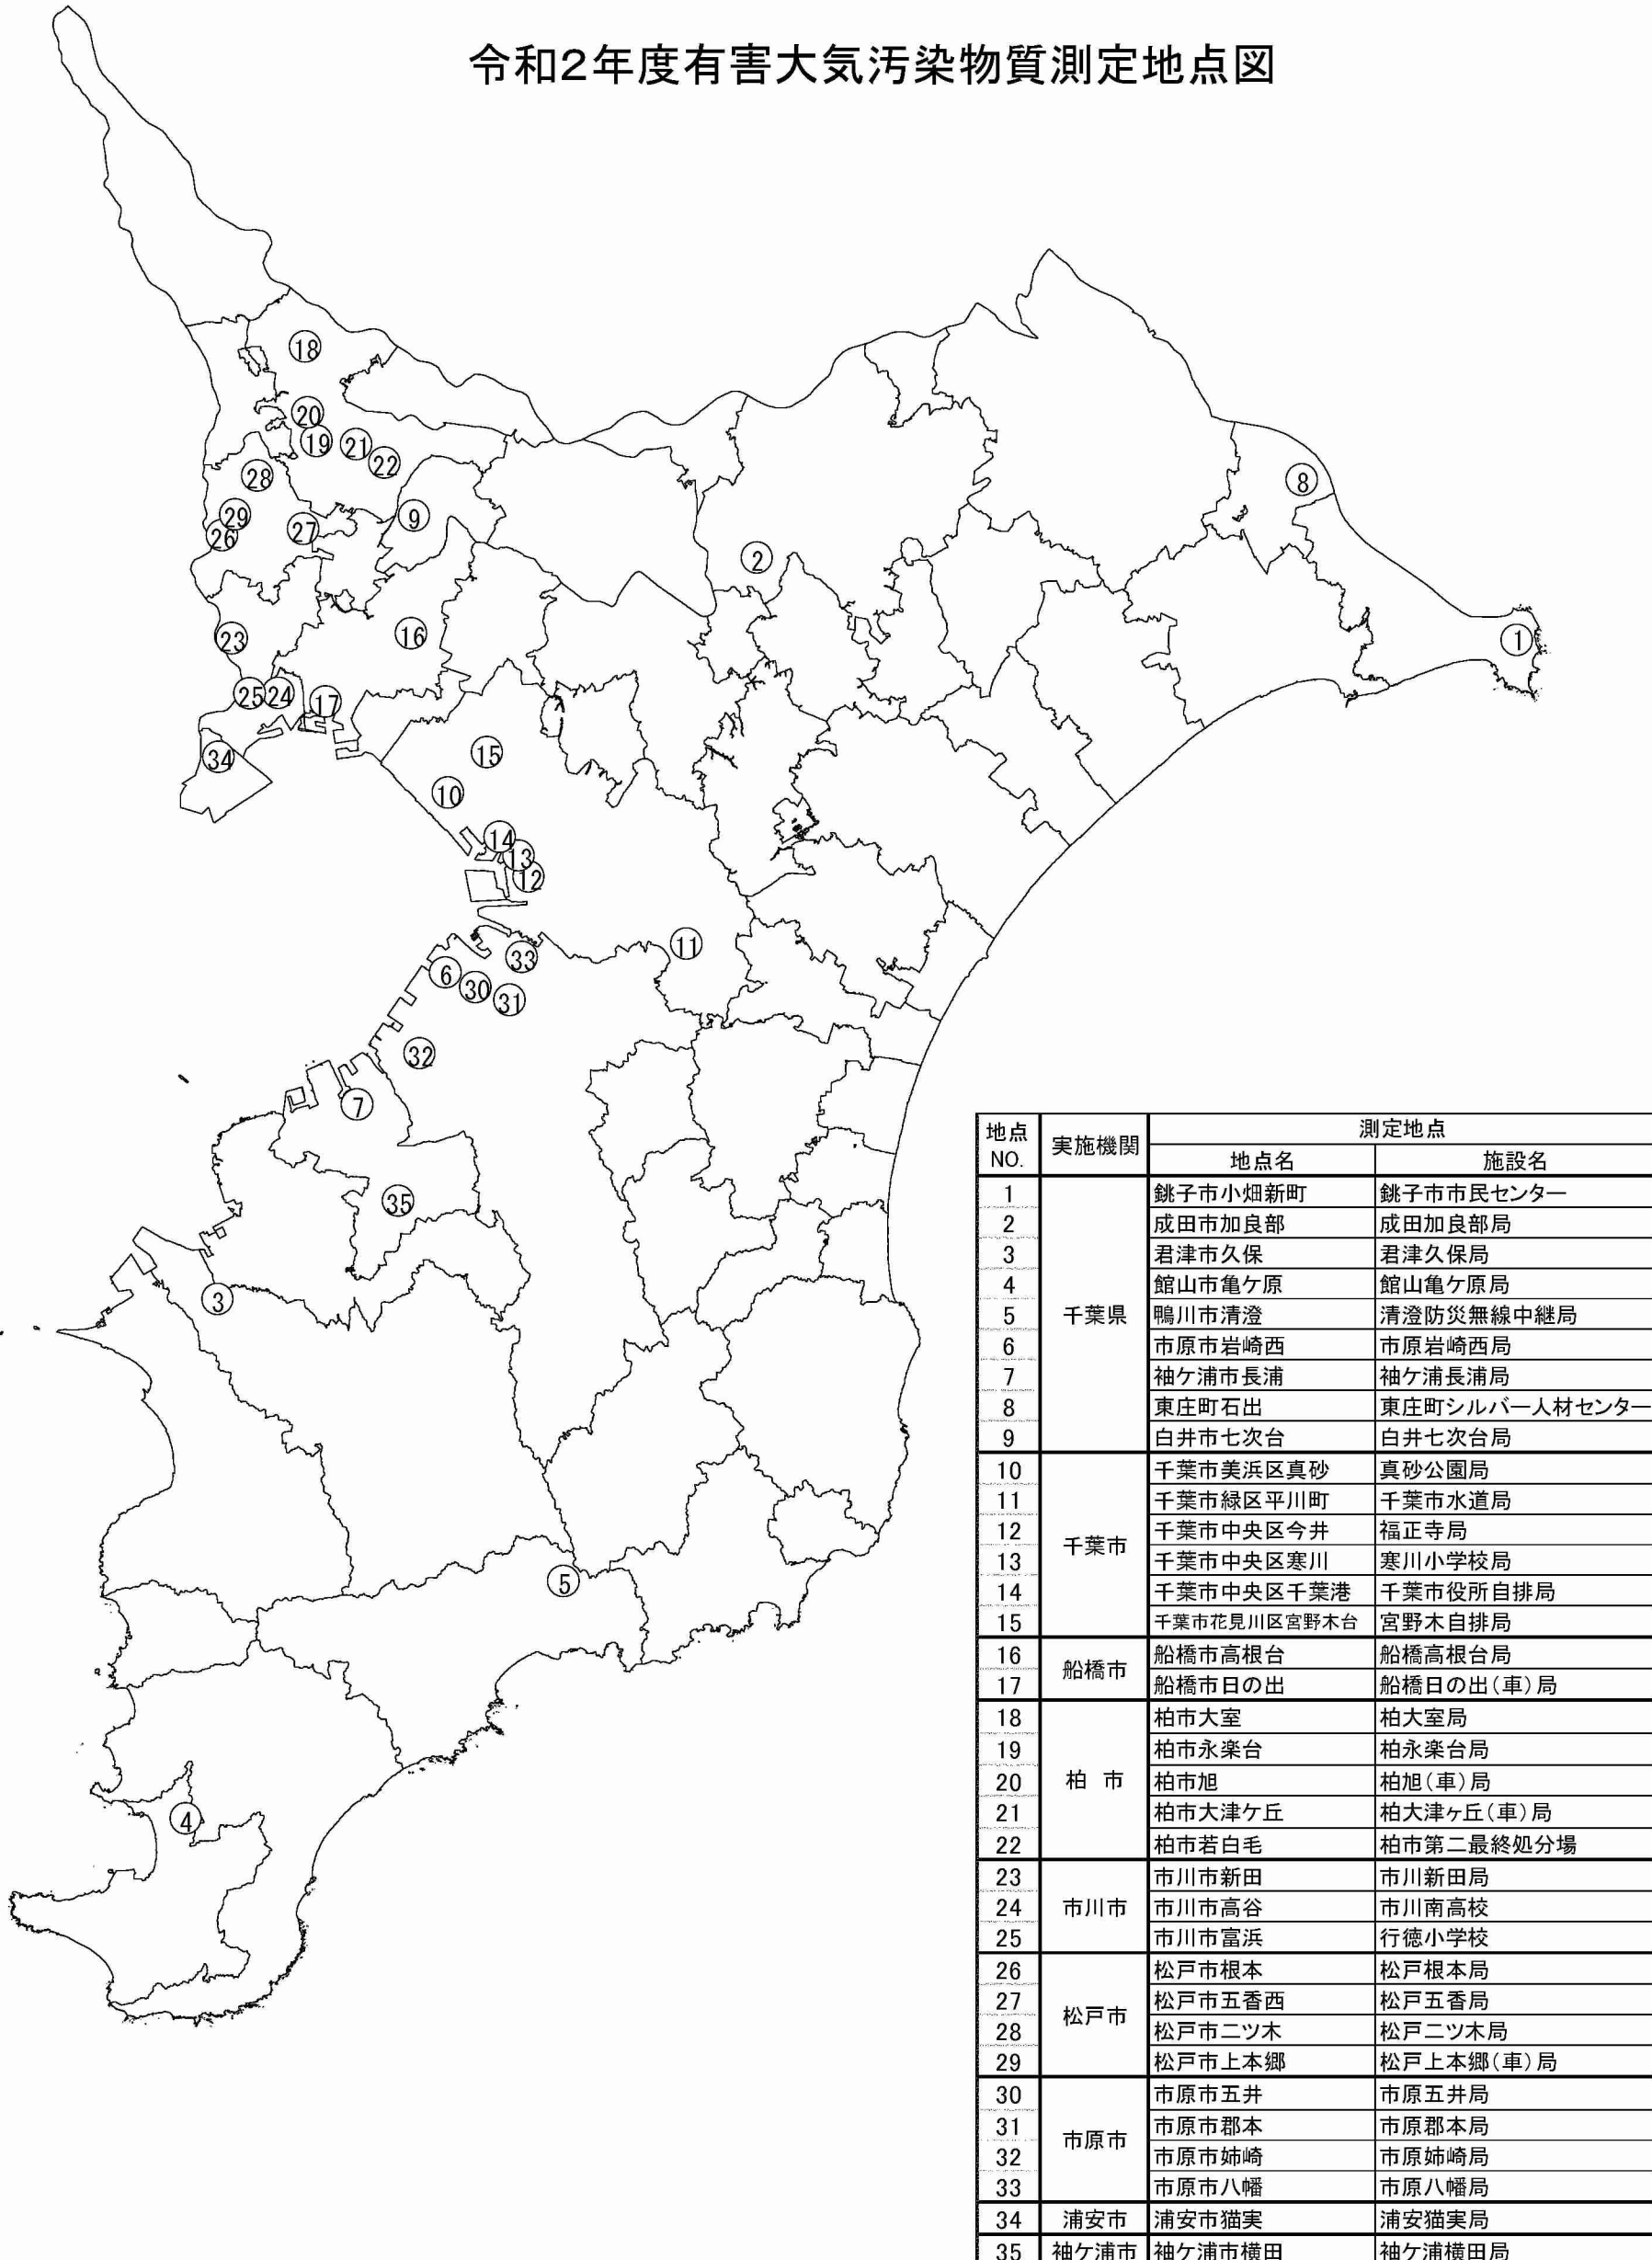 令和2年度有害大気汚染物質測定地点図
18
20
19 21 22
28
8
29 9
26 27
2
16
23 1
25 24 17
34 15
10
14
13
12
11
33
6 30 31
32
7
35
3
5
4
地点NO. 実施機関 測定地点
地点名 施設名
1 千葉県 銚子市小畑新町 銚子市市民センター
2 成田市加良部 成田加良部局
3 君津市久保 君津久保局
4 館山市亀ケ原 館山亀ケ原局
5 鴨川市清澄 清澄防災無線中継局
6 市原市岩崎西 市原岩崎西局
7 袖ケ浦市長浦 袖ケ浦長浦局
8 東庄町石出 東庄町シルバー人材センター
9 白井市七次台 白井七次台局
10 千葉市 千葉市美浜区真砂 真砂公園局
11 千葉市緑区平川町 千葉市水道局
12 千葉市中央区今井 福正寺局
13 千葉市中央区寒川 寒川小学校局
14 千葉市中央区千葉港 千葉市役所自排局
15 千葉市花見川区宮野木台 宮野木自排局
16 船橋市 船橋市高根台 船橋高根台局
17 船橋市日の出 船橋日の出(車)局
18 柏 市 柏市大室 柏大室局
19 柏市永楽台 柏永楽台局
20 柏市旭 柏旭(車)局
21 柏市大津ケ丘 柏大津ヶ丘(車)局
22 柏市若白毛 柏市第二最終処分場
23 市川市 市川市新田 市川新田局
24 市川市高谷 市川南高校
25 市川市富浜 行徳小学校
26 松戸市 松戸市根本 松戸根本局
27 松戸市五香西 松戸五香局
28 松戸市二ツ木 松戸二ツ木局
29 松戸市上本郷 松戸上本郷(車)局
30 市原市 市原市五井 市原五井局
31 市原市郡本 市原郡本局
32 市原市姉崎 市原姉崎局
33 市原市八幡 市原八幡局
34 浦安市 浦安市猫実 浦安猫実局
35 袖ケ浦市 袖ケ浦市横田 袖ケ浦横田局